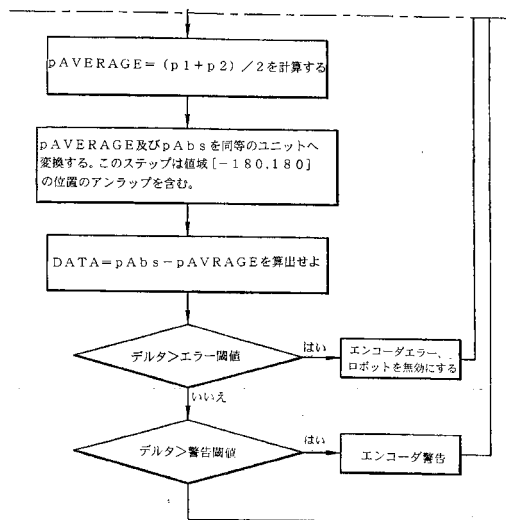 pAVERAGE=(p1+p2)/2を計算する
pAVERAGE及びpAbsを同等のユニットへ
変換する。このステップは値域[-180,180]
の位置のアンラップを含む。
DATA=pAbs-pAVRAGEを算出せよ
デルタ>エラー閾値
はい
エンコーダエラー、
ロボットを無効にする
いいえ
デルタ>警告閾値
はい
エンコーダ警告